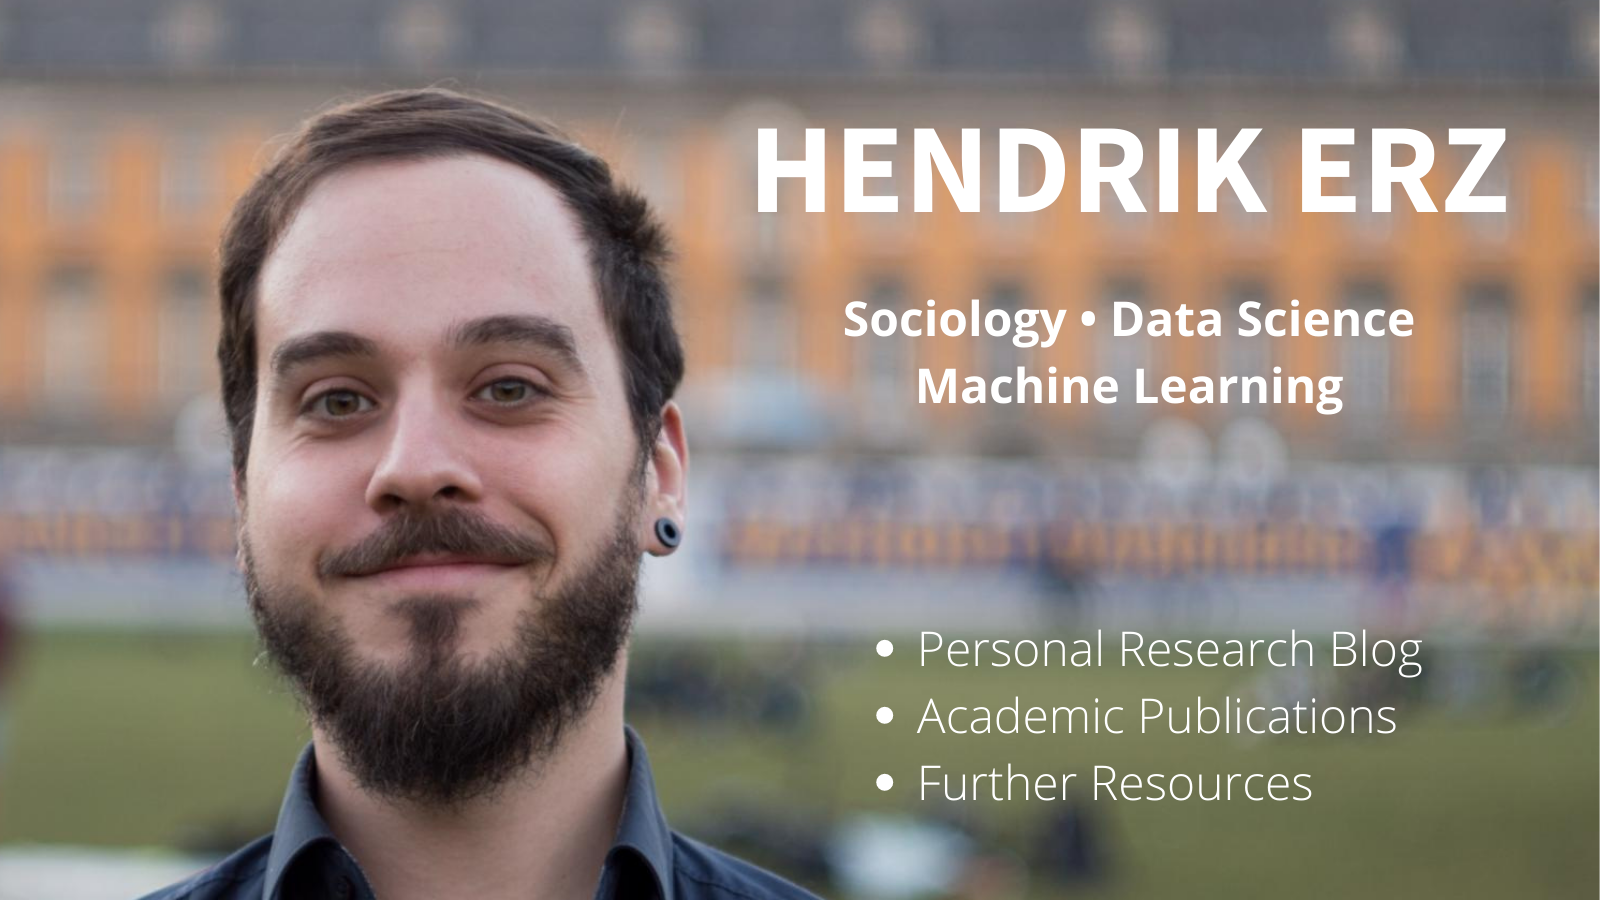 HENDRIK ERZ
Sociology • Data Science
Machine Learning
• Personal Research Blog
• Academic Publications
• Further Resources